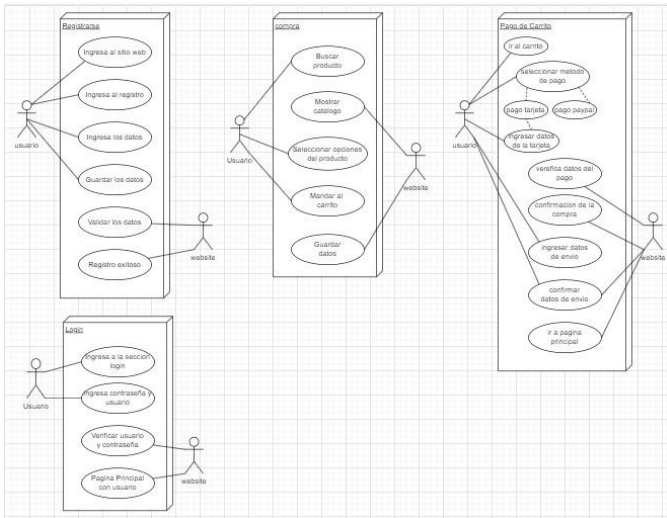 Registrarse
Ingresa al sitio web
Ingresa al registro
Ingresa los datos
Guardar los datos
Validar los datos
Registro exitoso
usuario
website
compra
Buscar
producto
Mostrar
catalogo
Seleccionar opciones
del producto
Mandar al
carrito
Guardar
datos
Usuario
website
Pago de Carrito
ir al carrito
seleccionar metodo
de pago
pago tarjeta
pago paypal
ingresar datos
de la tarjeta
verefica datos del
pago
confirmacion de la
compra
ingresar datos
de envio
confirmar
datos de envio
ir a pagina
principal
usuario
website
Login
Ingresa a la seccion
login
Ingresa contraseña y
usuario
Verificar usuario
y contraseña
Pagina Principal
con usuario
Usuario
website